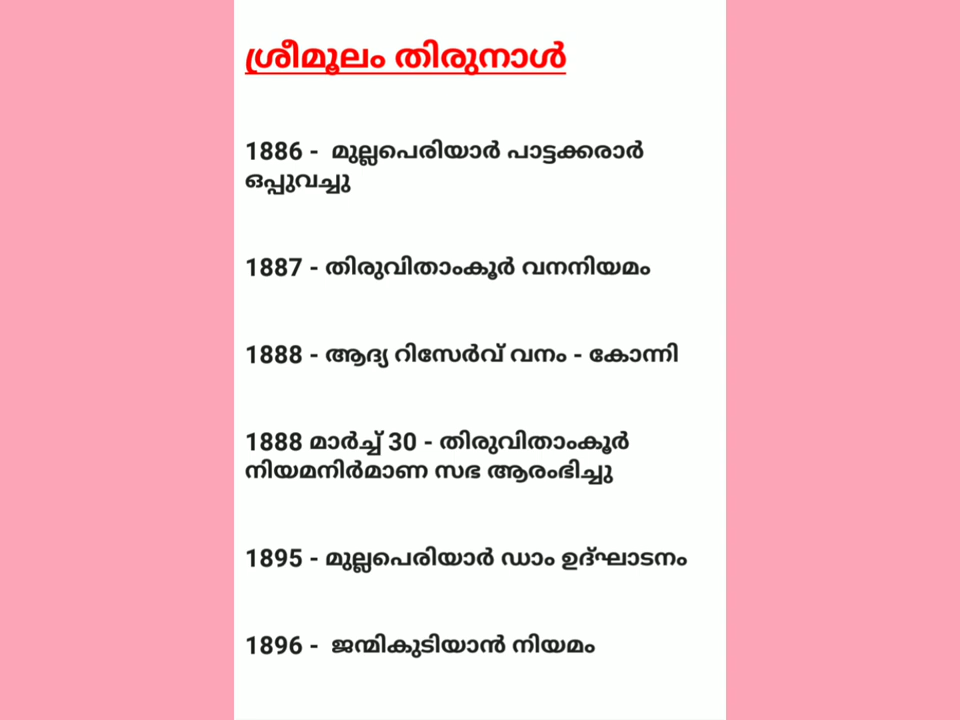 ശ്രീമൂലം തിരുനാൾ
1886 - മുല്ലപെരിയാർ പാട്ടക്കരാർ
ഒപ്പുവച്ചു
1887 - തിരുവിതാംകൂർ വനനിയമം
1888 - ആദ്യ റിസേർവ് വനം - കോന്നി
1888 മാർച്ച് 30 - തിരുവിതാംകൂർ
നിയമനിർമാണ സഭ ആരംഭിച്ചു
1895 - മുല്ലപെരിയാർ ഡാം ഉദ്ഘാടനം
1896 - ജന്മികുടിയാൻ നിയമം